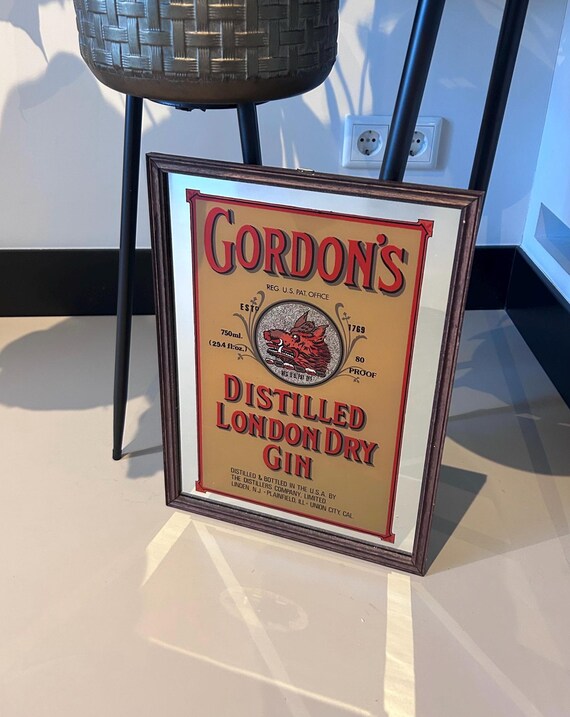 GORDON'S
REG. U.S. PAT. OFFICE
ESTD 1769
750ml. 80
(25.4 fl.oz.) PROOF
DISTILLED
LONDON DRY
GIN
DISTILLED & BOTTLED IN THE U.S.A. BY
THE DISTILLERS COMPANY, LIMITED
LINDEN, N.J. - PLAINFIELD, ILL. - UNION CITY, CAL.